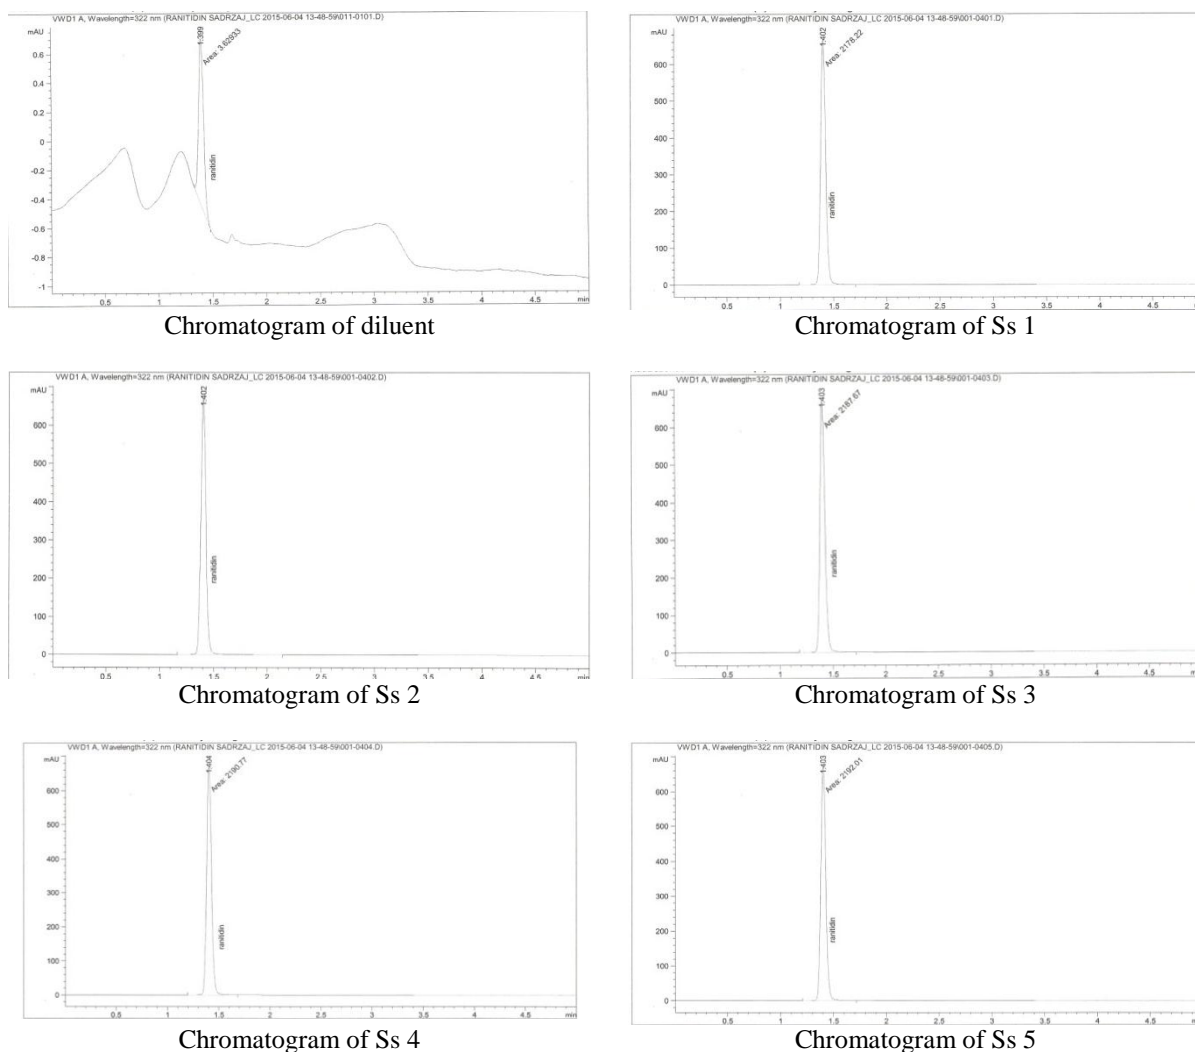 VWD1 A, Wavelength=322 nm (RANITIDIN SADRZAJ_LC 2015-06-04 13-48-59\011-0101.D)
mAU
1.399
Area: 3.62933
0.6
0.4
0.2
0
-0.2
-0.4
-0.6
-0.8
-1
ranitidin
0.5 1 1.5 2 2.5 3 3.5 4 4.5 min
Chromatogram of diluent
VWD1 A, Wavelength=322 nm (RANITIDIN SADRZAJ_LC 2015-06-04 13-48-59\001-0401.D)
mAU
1.402
Area: 2178.22
600
500
400
300
200
100
0
ranitidin
0.5 1 1.5 2 2.5 3 3.5 4 4.5
Chromatogram of Ss 1
VWD1 A, Wavelength=322 nm (RANITIDIN SADRZAJ_LC 2015-06-04 13-48-59\001-0402.D)
mAU
1.402
600
500
400
300
200
100
0
ranitidin
0.5 1 1.5 2 2.5 3 3.5 4 4.5 min
Chromatogram of Ss 2
VWD1 A, Wavelength=322 nm (RANITIDIN SADRZAJ_LC 2015-06-04 13-48-59\001-0403.D)
mAU
1.403
Area: 2187.67
600
500
400
300
200
100
0
ranitidin
0.5 1 1.5 2 2.5 3 3.5 4 4.5
Chromatogram of Ss 3
VWD1 A, Wavelength=322 nm (RANITIDIN SADRZAJ_LC 2015-06-04 13-48-59\001-0404.D)
mAU
1.404
Area: 2190.77
600
500
400
300
200
100
0
ranitidin
0.5 1 1.5 2 2.5 3 3.5 4 4.5 min
Chromatogram of Ss 4
VWD1 A, Wavelength=322 nm (RANITIDIN SADRZAJ_LC 2015-06-04 13-48-59\001-0405.D)
mAU
1.403
Area: 2192.01
600
500
400
300
200
100
0
ranitidin
0.5 1 1.5 2 2.5 3 3.5 4 4.5
Chromatogram of Ss 5